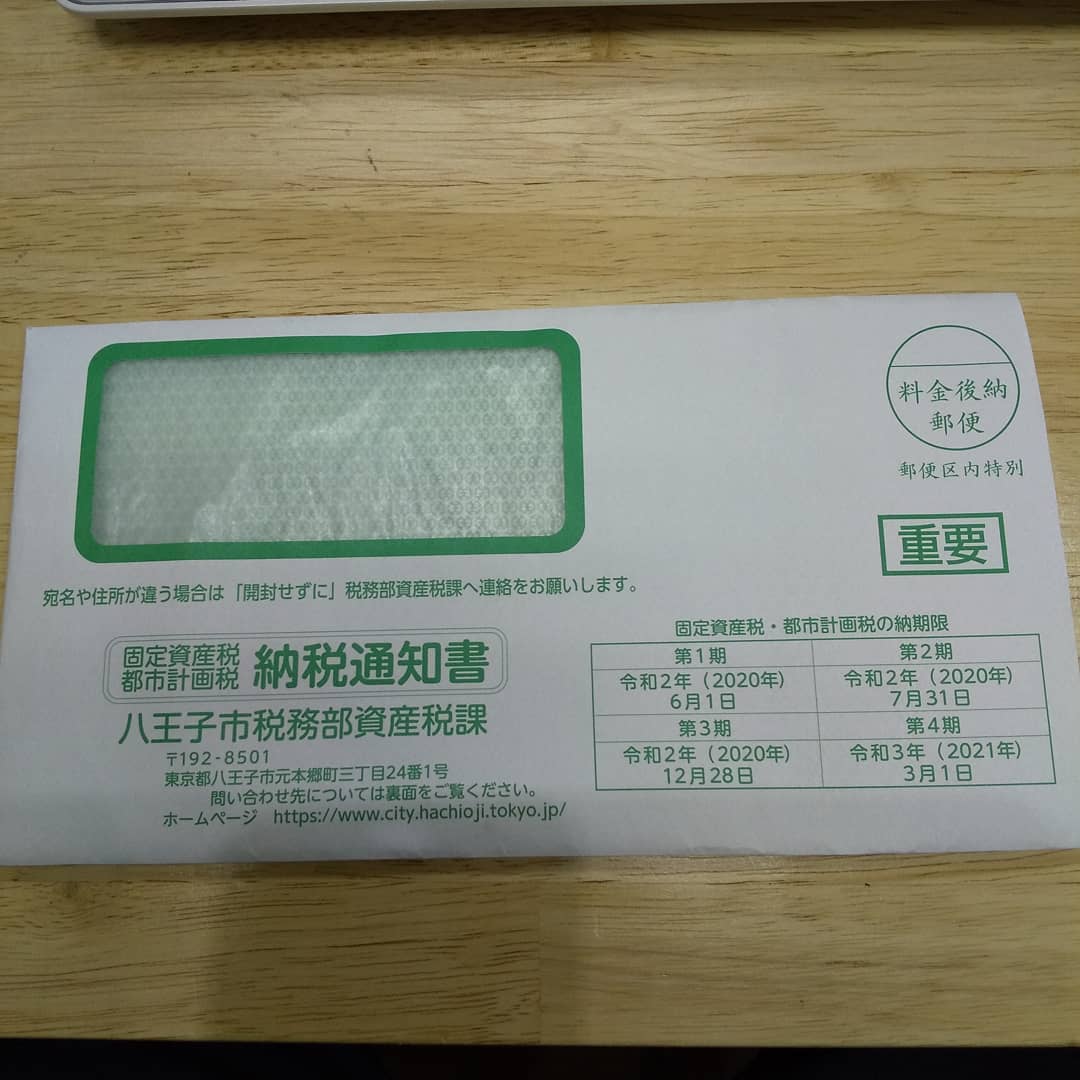 料金後納
郵便
郵便区内特別
重要
宛名や住所が違う場合は「開封せずに」税務部資産税課へ連絡をお願いします。
固定資産税
都市計画税
納税通知書
八王子市税務部資産税課
〒192-8501
東京都八王子市元本郷町三丁目24番1号
問い合わせ先については裏面をご覧ください。
ホームページ https://www.city.hachioji.tokyo.jp/
固定資産税・都市計画税の納期限
第1期 第2期
令和2年（2020年） 令和2年（2020年）
6月1日 7月31日
第3期 第4期
令和2年（2020年） 令和3年（2021年）
12月28日 3月1日